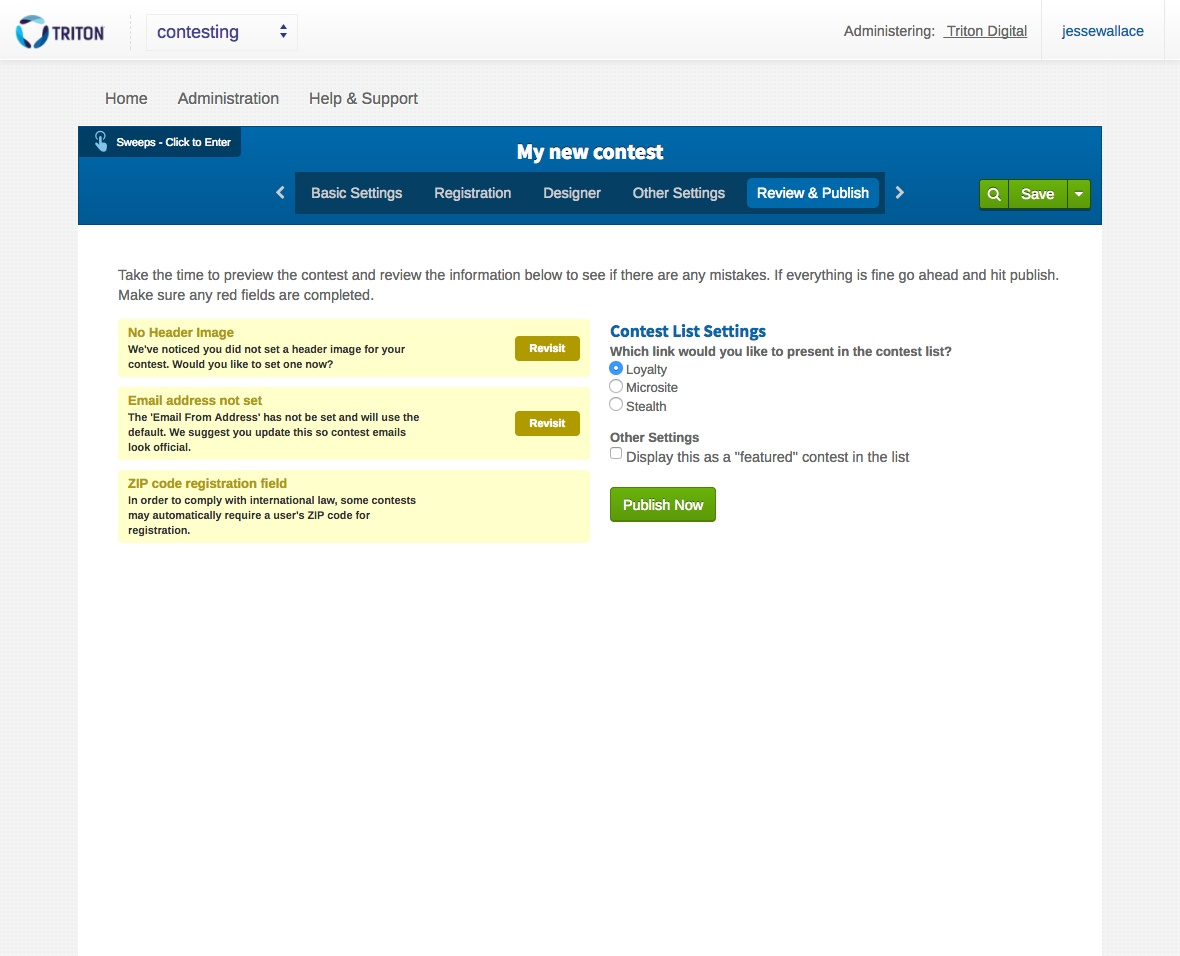 TRITON
contesting
Administering: Triton Digital
jessewallace
Home Administration Help & Support
Sweeps - Click to Enter
My new contest
Basic Settings Registration Designer Other Settings Review & Publish
Save
Take the time to preview the contest and review the information below to see if there are any mistakes. If everything is fine go ahead and hit publish.
Make sure any red fields are completed.
No Header Image
We've noticed you did not set a header image for your
contest. Would you like to set one now?
Revisit
Email address not set
The 'Email From Address' has not be set and will use the
default. We suggest you update this so contest emails
look official.
Revisit
ZIP code registration field
In order to comply with international law, some contests
may automatically require a user's ZIP code for
registration.
Contest List Settings
Which link would you like to present in the contest list?
Loyalty
Microsite
Stealth
Other Settings
Display this as a "featured" contest in the list
Publish Now